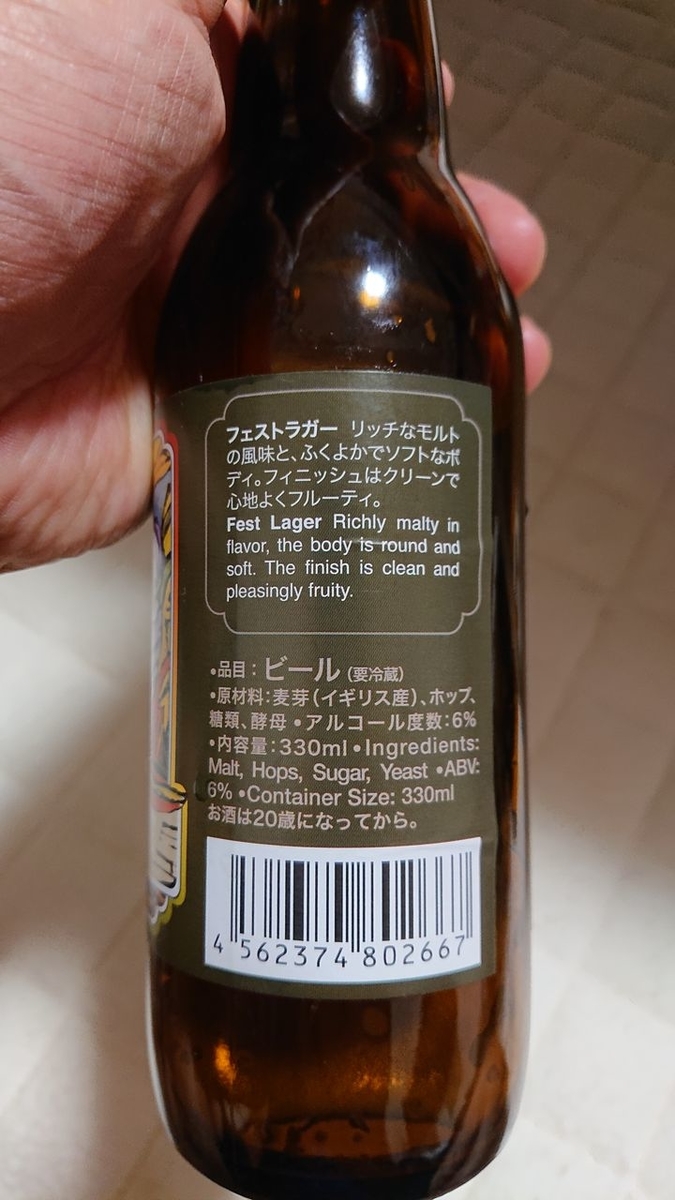 フェストラガー リッチなモルト
の風味と、ふくよかでソフトなボ
ディ。フィニッシュはクリーンで
心地よくフルーティ。
Fest Lager Richly malty in
flavor, the body is round and
soft. The finish is clean and
pleasingly fruity.
•品目：ビール（要冷蔵）
•原材料：麦芽（イギリス産）、ホップ、
糖類、酵母 •アルコール度数：6%
•内容量：330ml •Ingredients:
Malt, Hops, Sugar, Yeast •ABV:
6% •Container Size: 330ml
お酒は20歳になってから。
4 562374 802667